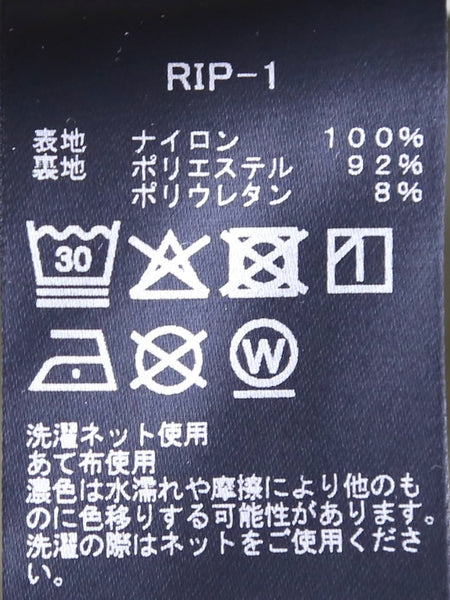 RIP-1
表地 ナイロン 100%
裏地 ポリエステル 92%
ポリウレタン 8%
30
W
洗濯ネット使用
あて布使用
濃色は水濡れや摩擦により他のも
のに色移りする可能性があります。
洗濯の際はネットをご使用くださ
い。